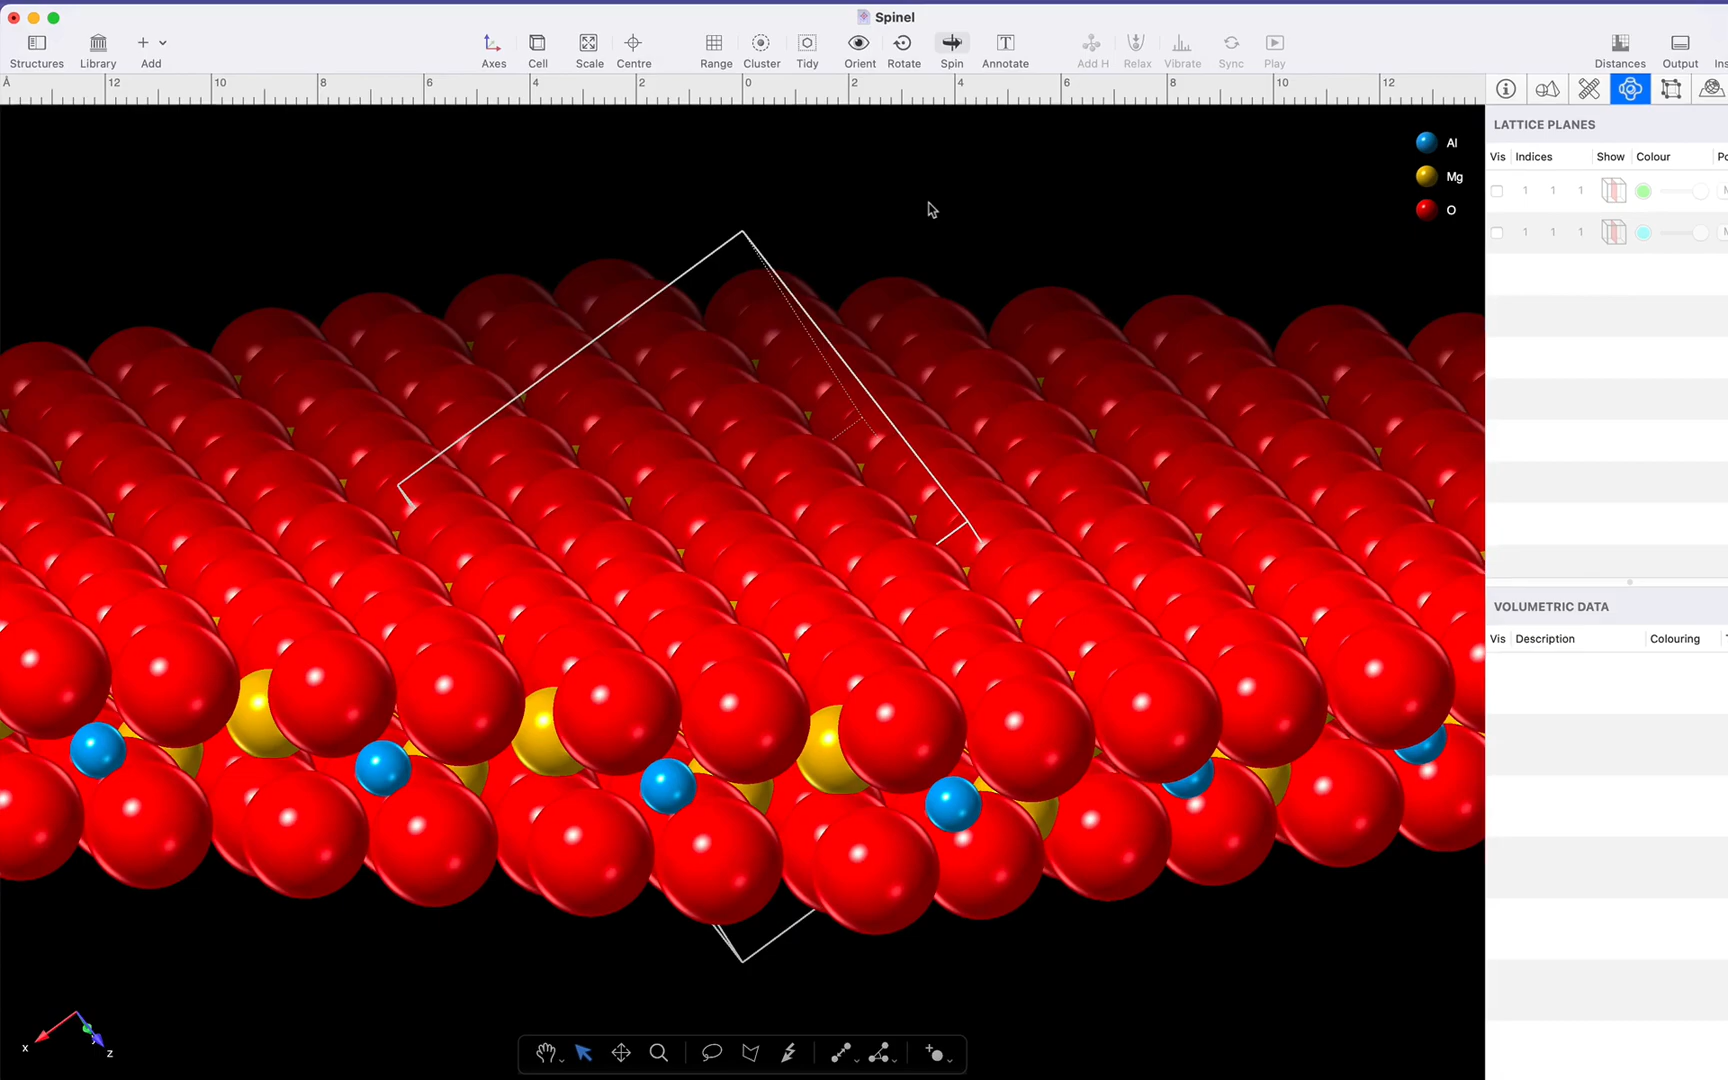 Spinel
Structures Library Add Axes Cell Scale Centre Range Cluster Tidy Orient Rotate Spin Annotate Add H Relax Vibrate Sync Play Distances Output Ins
Å 12 10 8 6 4 2 0 2 4 6 8 10 12
LATTICE PLANES
Vis Indices Show Colour Po
1 1 1 M
1 1 1 M
Al
Mg
O
VOLUMETRIC DATA
Vis Description Colouring T
x z